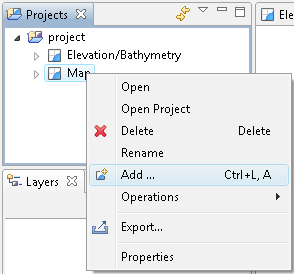 Projects
Ele
project
Elevation/Bathymetry
Map
Open
Open Project
Delete Delete
Rename
Add ... Ctrl+L, A
Operations
Export...
Properties
Layers